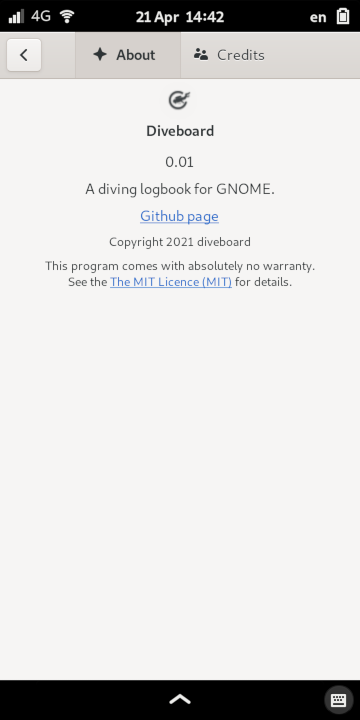 4G 21 Apr 14:42 en
About Credits
Diveboard
0.01
A diving logbook for GNOME.
Github page
Copyright 2021 diveboard
This program comes with absolutely no warranty.
See the The MIT Licence (MIT) for details.